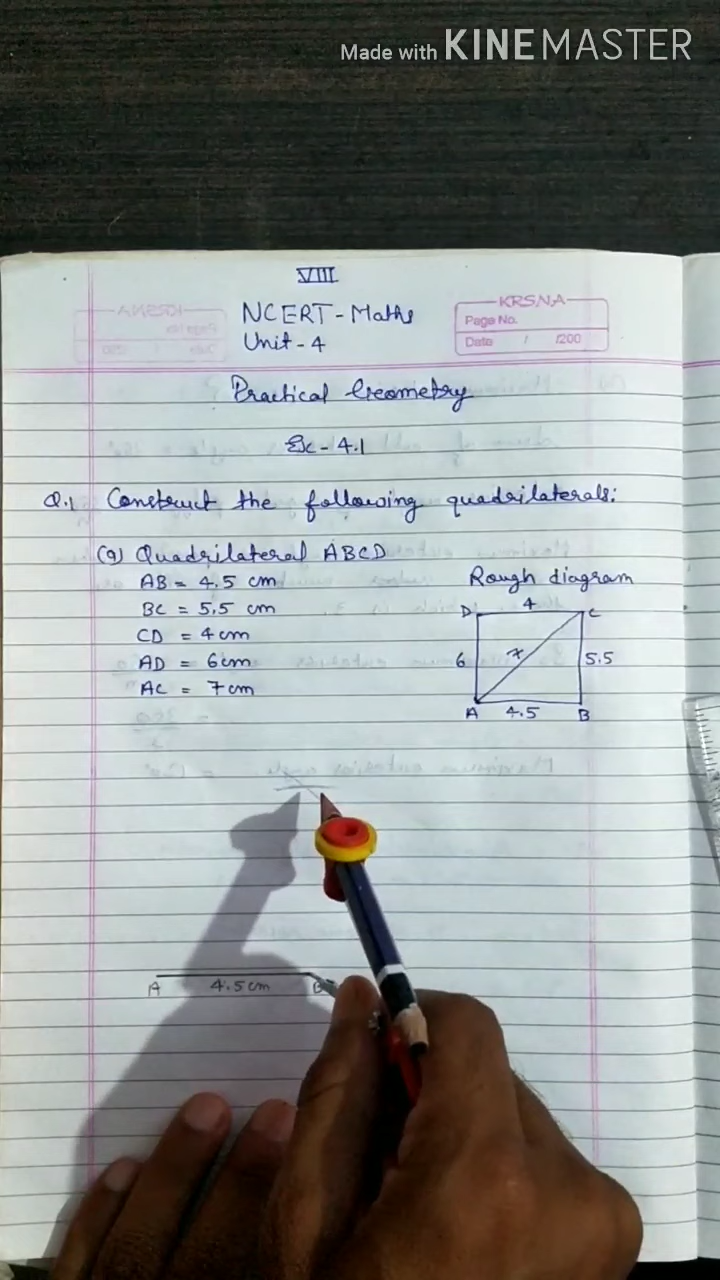 Made with KINEMASTER
VIII
NCERT - Maths
Unit - 4
KRSNA
Page No.
Date / /200
Practical Geometry
Ex - 4.1
Q.1 Construct the following quadrilaterals:
(a) Quadrilateral ABCD
AB = 4.5 cm
BC = 5.5 cm
CD = 4 cm
AD = 6 cm
AC = 7 cm
Rough diagram
D 4 C
6 7 5.5
A 4.5 B
A 4.5 cm B